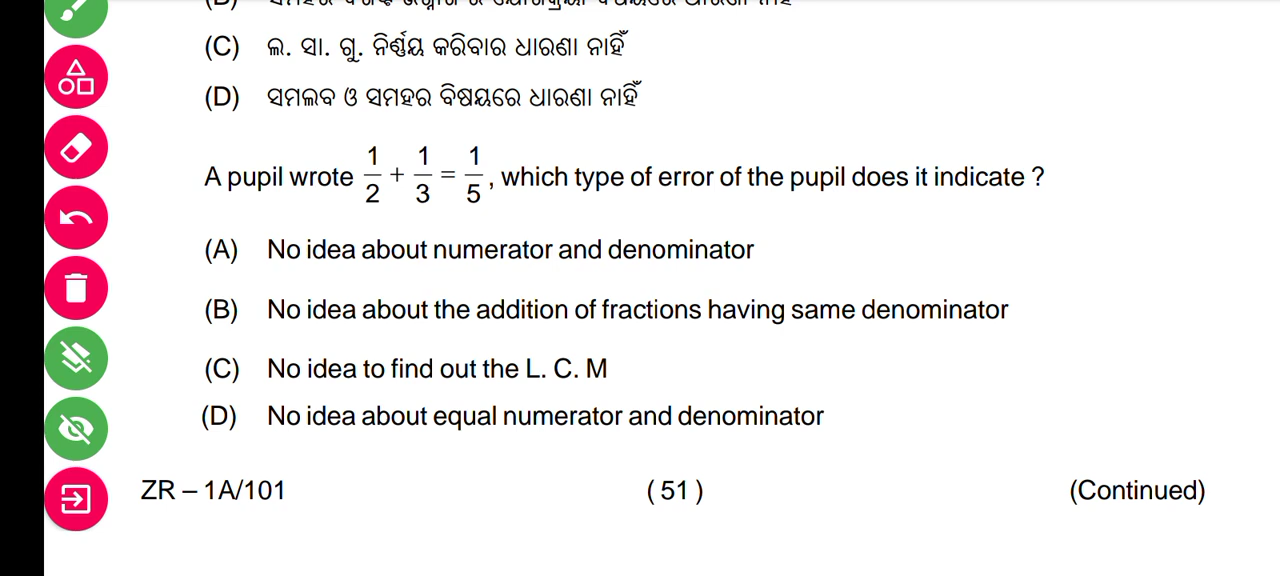 (C) ଲ. ସା. ଗୁ. ନିର୍ଣ୍ଣୟ କରିବାର ଧାରଣା ନାହିଁ
(D) ସମଲବ ଓ ସମହର ବିଷୟରେ ଧାରଣା ନାହିଁ
A pupil wrote 1/2 + 1/3 = 1/5, which type of error of the pupil does it indicate ?
(A) No idea about numerator and denominator
(B) No idea about the addition of fractions having same denominator
(C) No idea to find out the L. C. M
(D) No idea about equal numerator and denominator
ZR – 1A/101 ( 51 ) (Continued)